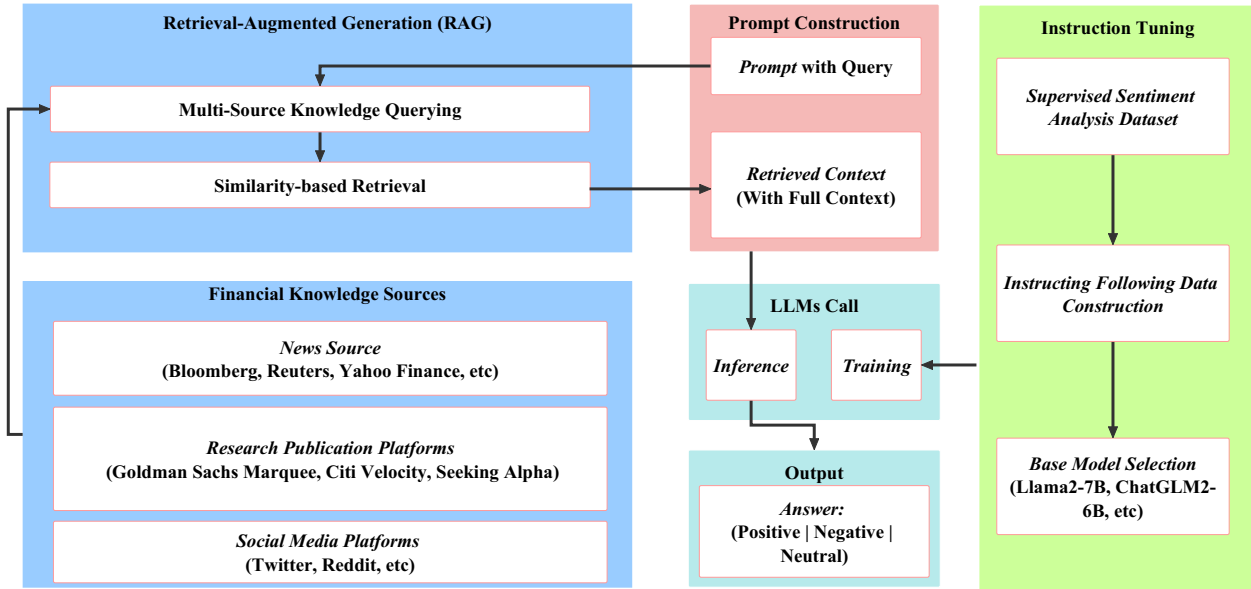 Retrieval-Augmented Generation (RAG)
Multi-Source Knowledge Querying
Similarity-based Retrieval
Financial Knowledge Sources
News Source
(Bloomberg, Reuters, Yahoo Finance, etc)
Research Publication Platforms
(Goldman Sachs Marquee, Citi Velocity, Seeking Alpha)
Social Media Platforms
(Twitter, Reddit, etc)
Prompt Construction
Prompt with Query
Retrieved Context
(With Full Context)
LLMs Call
Inference
Training
Output
Answer:
(Positive | Negative |
Neutral)
Instruction Tuning
Supervised Sentiment
Analysis Dataset
Instructing Following Data
Construction
Base Model Selection
(Llama2-7B, ChatGLM2-
6B, etc)